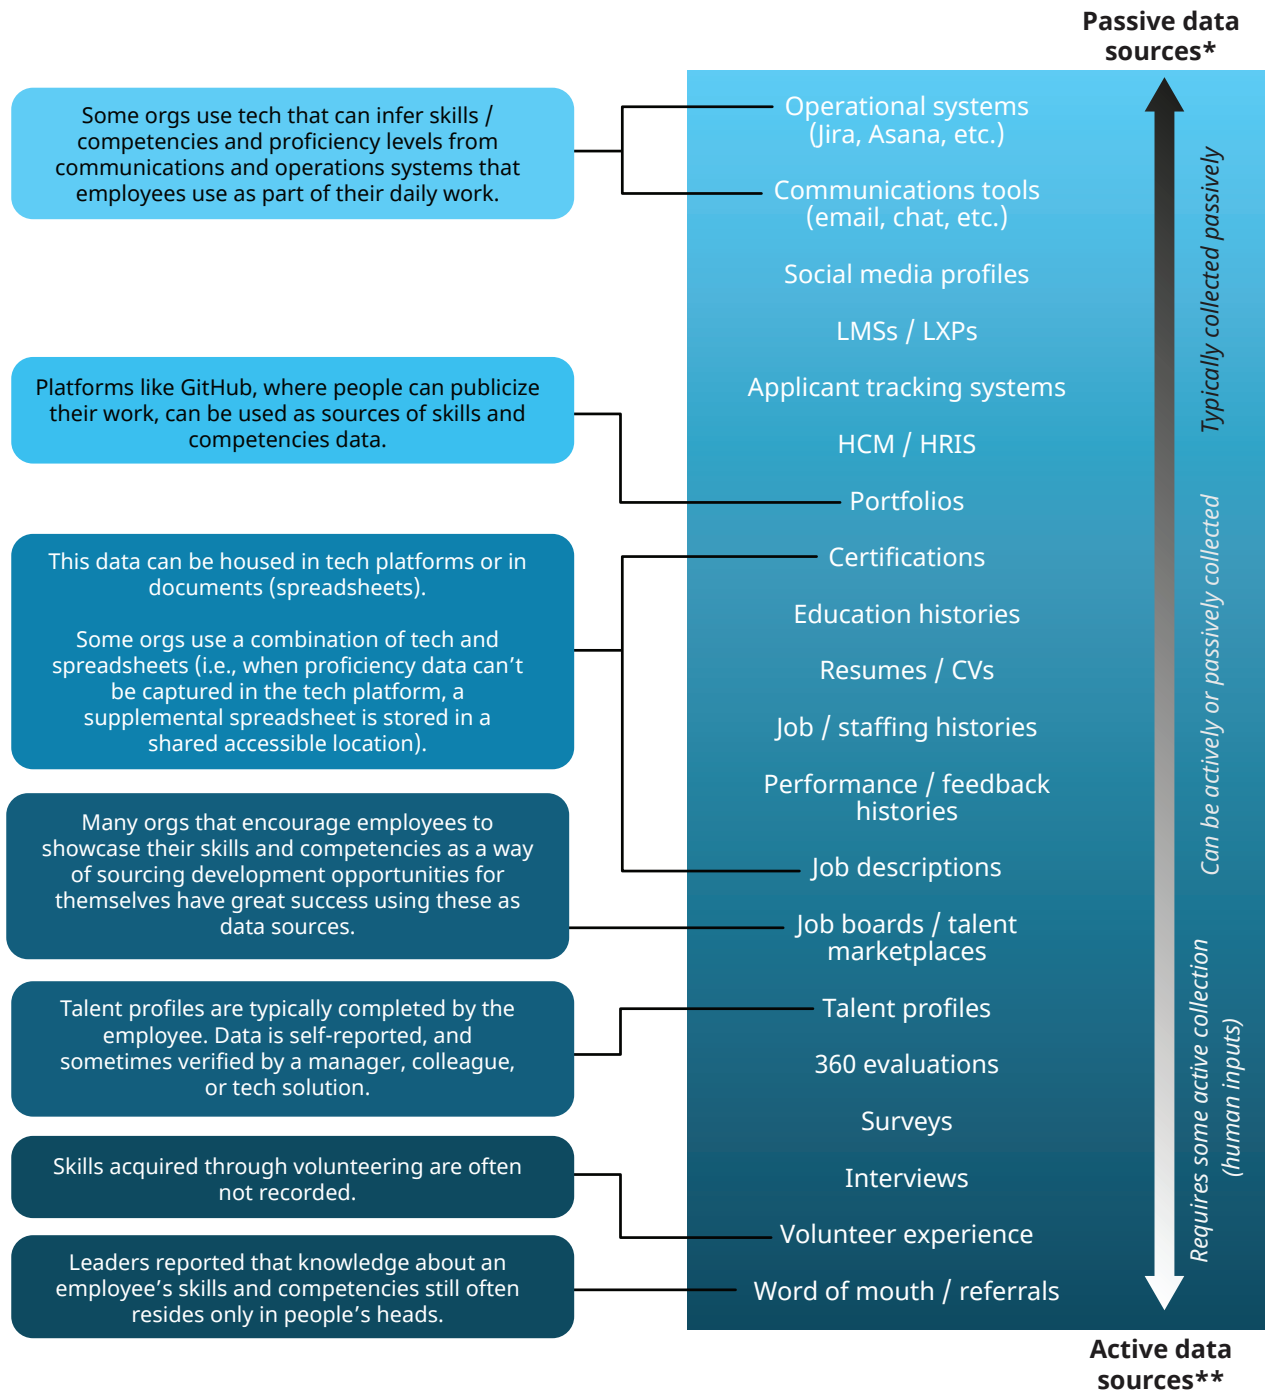 Passive data
sources*
Some orgs use tech that can infer skills /
competencies and proficiency levels from
communications and operations systems that
employees use as part of their daily work.
Operational systems
(Jira, Asana, etc.)
Communications tools
(email, chat, etc.)
Social media profiles
LMSs / LXPs
Platforms like GitHub, where people can publicize
their work, can be used as sources of skills and
competencies data.
Applicant tracking systems
HCM / HRIS
Portfolios
Typically collected passively
This data can be housed in tech platforms or in
documents (spreadsheets).
Some orgs use a combination of tech and
spreadsheets (i.e., when proficiency data can’t
be captured in the tech platform, a
supplemental spreadsheet is stored in a
shared accessible location).
Certifications
Education histories
Resumes / CVs
Job / staffing histories
Performance / feedback
histories
Job descriptions
Can be actively or passively collected
Many orgs that encourage employees to
showcase their skills and competencies as a way
of sourcing development opportunities for
themselves have great success using these as
data sources.
Job boards / talent
marketplaces
Talent profiles are typically completed by the
employee. Data is self-reported, and
sometimes verified by a manager, colleague,
or tech solution.
Talent profiles
360 evaluations
Surveys
Interviews
Skills acquired through volunteering are often
not recorded.
Volunteer experience
Leaders reported that knowledge about an
employee’s skills and competencies still often
resides only in people’s heads.
Word of mouth / referrals
Requires some active collection
(human inputs)
Active data
sources**